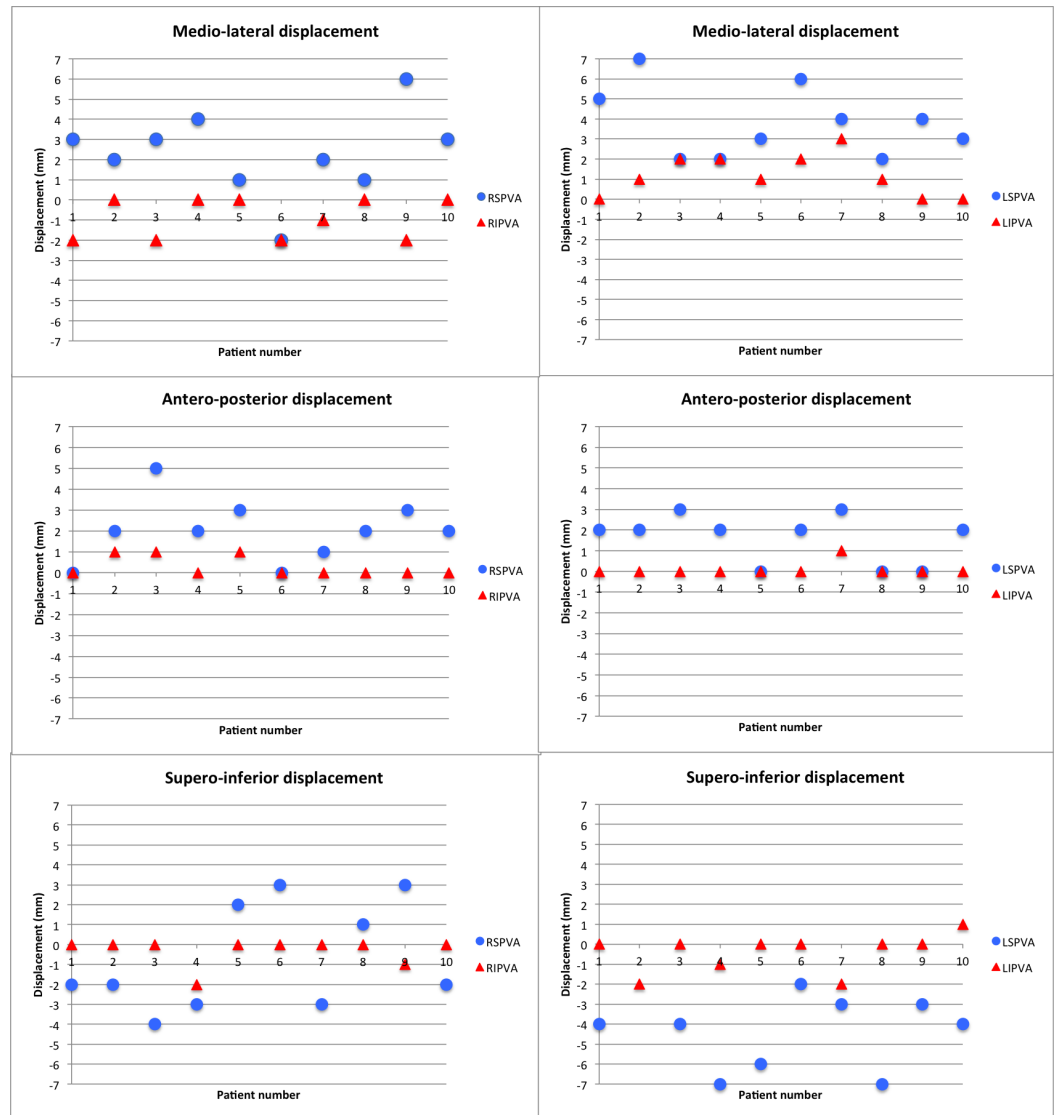 Medio-lateral displacement
7
6
5
4
3
2
1
0
-1
-2
-3
-4
-5
-6
-7
1 2 3 4 5 6 7 8 9 10
Displacement (mm)
Patient number
RSPVA
RIPVA
Medio-lateral displacement
7
6
5
4
3
2
1
0
-1
-2
-3
-4
-5
-6
-7
1 2 3 4 5 6 7 8 9 10
Displacement (mm)
Patient number
LSPVA
LIPVA
Antero-posterior displacement
7
6
5
4
3
2
1
0
-1
-2
-3
-4
-5
-6
-7
1 2 3 4 5 6 7 8 9 10
Displacement (mm)
Patient number
RSPVA
RIPVA
Antero-posterior displacement
7
6
5
4
3
2
1
0
-1
-2
-3
-4
-5
-6
-7
1 2 3 4 5 6 7 8 9 10
Displacement (mm)
Patient number
LSPVA
LIPVA
Supero-inferior displacement
7
6
5
4
3
2
1
0
-1
-2
-3
-4
-5
-6
-7
1 2 3 4 5 6 7 8 9 10
Displacement (mm)
Patient number
RSPVA
RIPVA
Supero-inferior displacement
7
6
5
4
3
2
1
0
-1
-2
-3
-4
-5
-6
-7
1 2 3 4 5 6 7 8 9 10
Displacement (mm)
Patient number
LSPVA
LIPVA